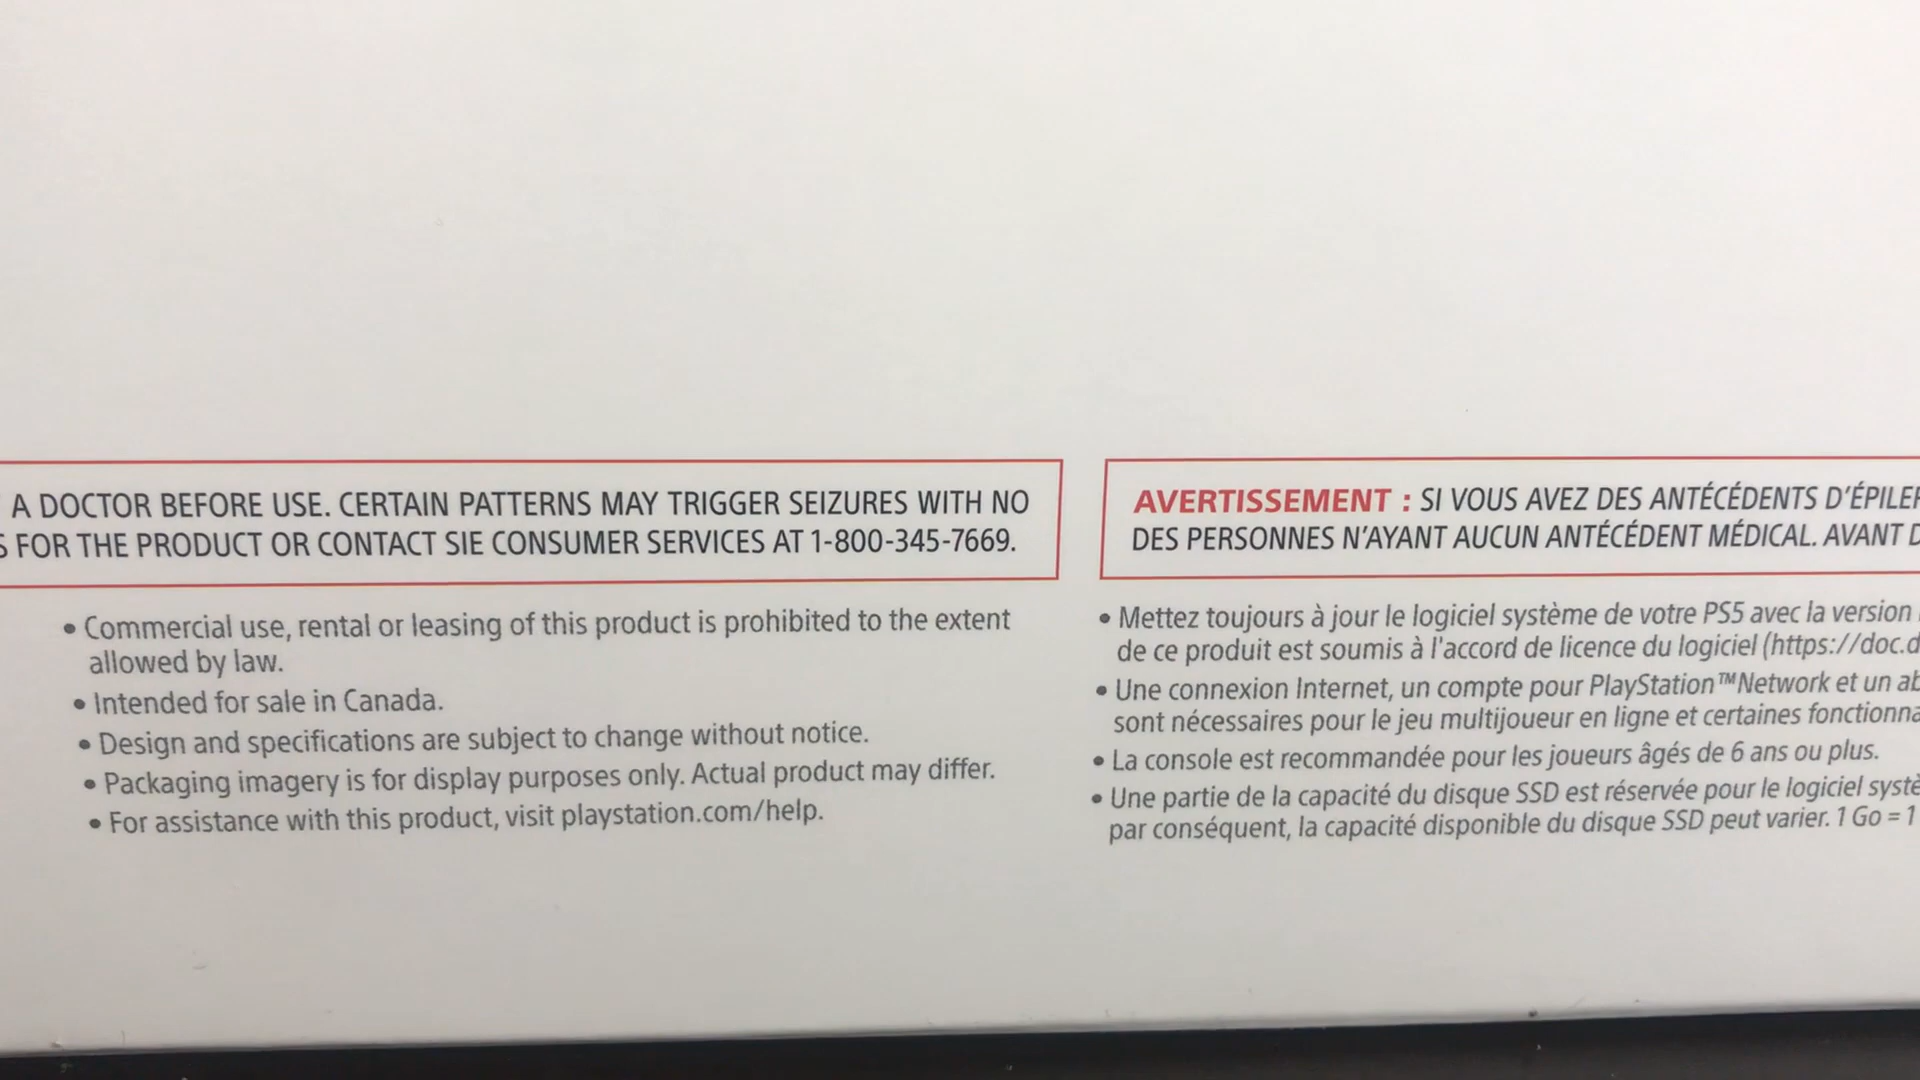 A DOCTOR BEFORE USE. CERTAIN PATTERNS MAY TRIGGER SEIZURES WITH NO
FOR THE PRODUCT OR CONTACT SIE CONSUMER SERVICES AT 1-800-345-7669.
• Commercial use, rental or leasing of this product is prohibited to the extent
allowed by law.
• Intended for sale in Canada.
• Design and specifications are subject to change without notice.
• Packaging imagery is for display purposes only. Actual product may differ.
• For assistance with this product, visit playstation.com/help.
AVERTISSEMENT : SI VOUS AVEZ DES ANTÉCÉDENTS
DES PERSONNES N'AYANT AUCUN ANTÉCÉDENT MÉDICAL. AVANT
• Mettez toujours à jour le logiciel système de votre PS5 avec la version
de ce produit est soumis à l'accord de licence du logiciel (https://doc.d
• Une connexion Internet, un compte pour PlayStation™Network et un
sont nécessaires pour le jeu multijoueur en ligne et certaines
• La console est recommandée pour les joueurs âgés de 6 ans ou plus.
• Une partie de la capacité du disque SSD est réservée pour le logiciel
par conséquent, la capacité disponible du disque SSD peut varier. 1 Go = 1